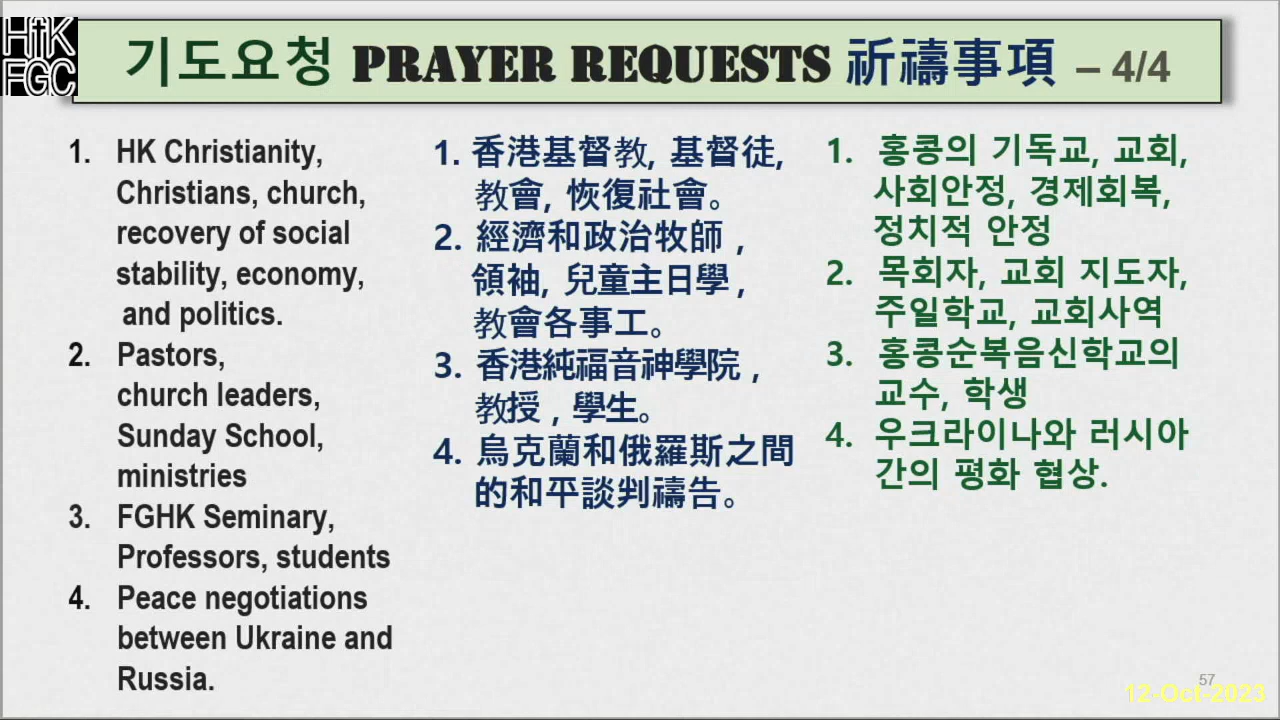 HfK
FGC
기도요청 PRAYER REQUESTS 祈禱事項 – 4/4
1. HK Christianity,
Christians, church,
recovery of social
stability, economy,
and politics.
2. Pastors,
church leaders,
Sunday School,
ministries
3. FGHK Seminary,
Professors, students
4. Peace negotiations
between Ukraine and
Russia.
1. 香港基督教, 基督徒,
教會, 恢復社會。
2. 經濟和政治牧師，
領袖, 兒童主日學，
教會各事工。
3. 香港純福音神學院，
教授，學生。
4. 烏克蘭和俄羅斯之間
的和平談判禱告。
1. 홍콩의 기독교, 교회,
사회안정, 경제회복,
정치적 안정
2. 목회자, 교회 지도자,
주일학교, 교회사역
3. 홍콩순복음신학교의
교수, 학생
4. 우크라이나와 러시아
간의 평화 협상.
57
12-Oct-2023